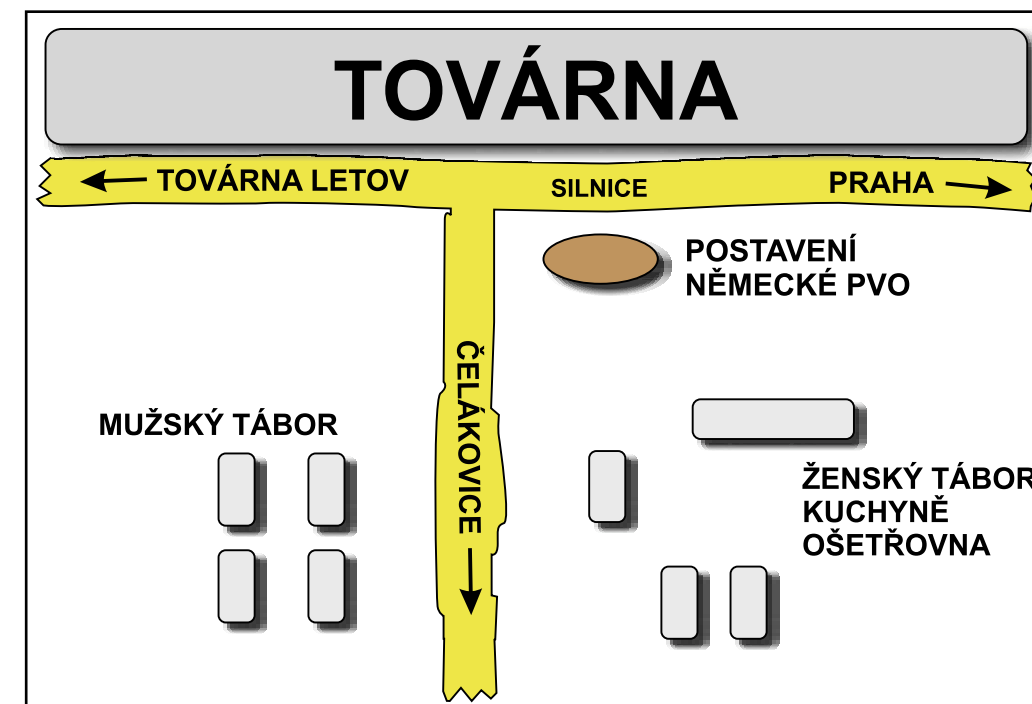 TOVÁRNA
TOVÁRNA LETOV
SILNICE
PRAHA
POSTAVENÍ
NĚMECKÉ PVO
ČELÁKOVICE
MUŽSKÝ TÁBOR
ŽENSKÝ TÁBOR
KUCHYNĚ
OŠETŘOVNA